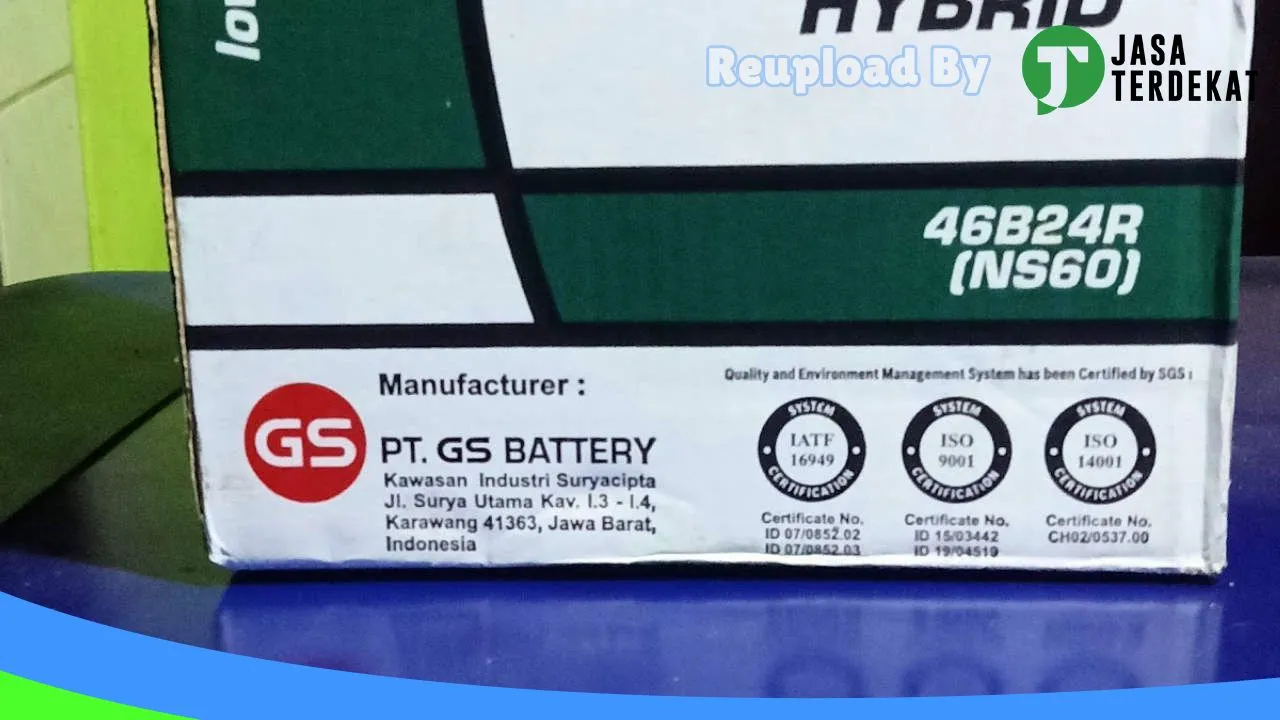 low
HYBRID
Reupload By
JASA
TERDEKAT
46B24R
(NS60)
Manufacturer :
GS
PT. GS BATTERY
Kawasan Industri Suryacipta
Jl. Surya Utama Kav. I.3 - I.4,
Karawang 41363, Jawa Barat,
Indonesia
Quality and Environment Management System has been Certified by SGS :
SYSTEM
IATF
16949
CERTIFICATION
Certificate No.
ID 07/0852.02
ID 07/0852.03
SYSTEM
ISO
9001
CERTIFICATION
Certificate No.
ID 15/03442
ID 19/04519
SYSTEM
ISO
14001
CERTIFICATION
Certificate No.
CH02/0537.00